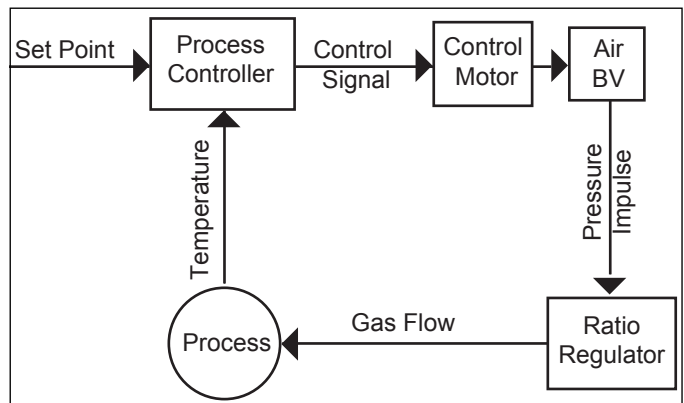 Set Point
Process
Controller
Control
Signal
Control
Motor
Air
BV
Pressure
Impulse
Temperature
Process
Gas Flow
Ratio
Regulator